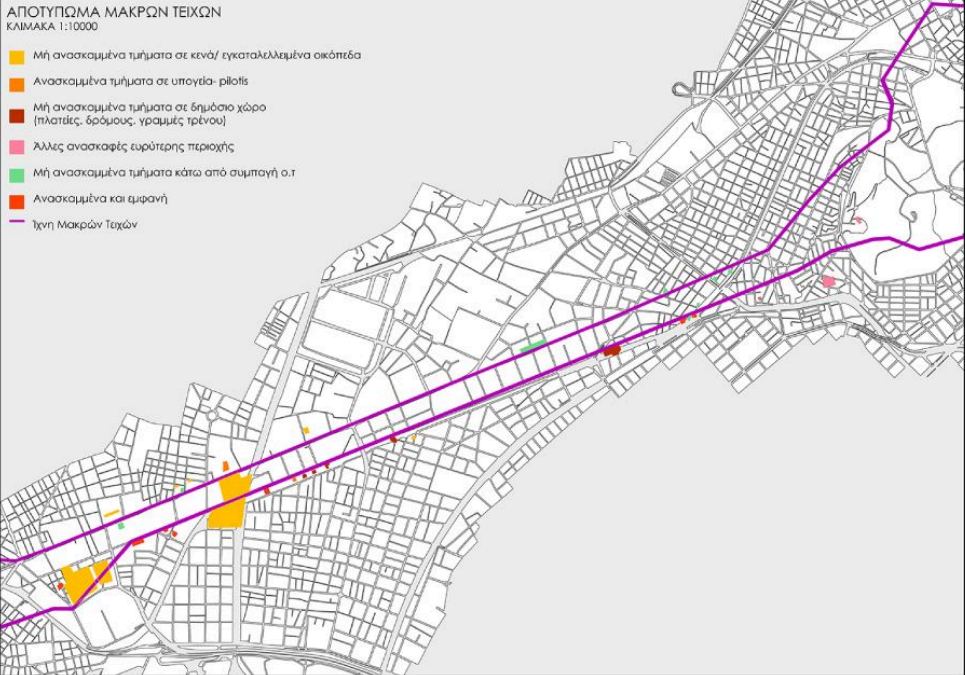 ΑΠΟΤΥΠΩΜΑ ΜΑΚΡΩΝ ΤΕΙΧΩΝ
ΚΛΙΜΑΚΑ 1:10000
Μή ανασκαμμένα τμήματα σε κενά/ εγκαταλελλειμένα οικόπεδα
Ανασκαμμένα τμήματα σε υπογεία- pilotis
Μή ανασκαμμένα τμήματα σε δημόσιο χώρο
(πλατείες, δρόμους, γραμμές τρένου)
Άλλες ανασκαφές ευρύτερης περιοχής
Μή ανασκαμμένα τμήματα κάτω από συμπαγή ο.τ
Ανασκαμμένα και εμφανή
Ίχνη Μακρών Τειχών